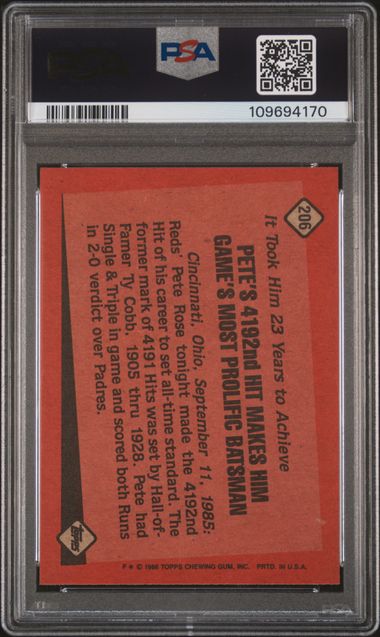 PSA
109694170
206
It Took Him 23 Years to Achieve
PETE'S 4192nd HIT MAKES HIM
GAME'S MOST PROLIFIC BATSMAN
Cincinnati, Ohio, September 11, 1985:
Reds' Pete Rose tonight made the 4192nd
Hit of his career to set all-time standard. The
former mark of 4191 Hits was set by Hall-of-
Famer Ty Cobb, 1905 thru 1928. Pete had
Single & Triple in game and scored both Runs
in 2-0 verdict over Padres.
Topps
F * © 1986 TOPPS CHEWING GUM, INC. PRTD. IN U.S.A.
PSA